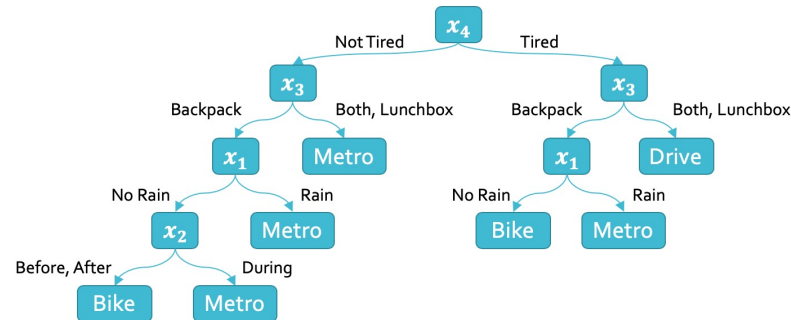 x₄
Not Tired Tired
x₃ x₃
Backpack Both, Lunchbox Backpack Both, Lunchbox
x₁ Metro x₁ Drive
No Rain Rain No Rain Rain
x₂ Metro Bike Metro
Before, After During
Bike Metro